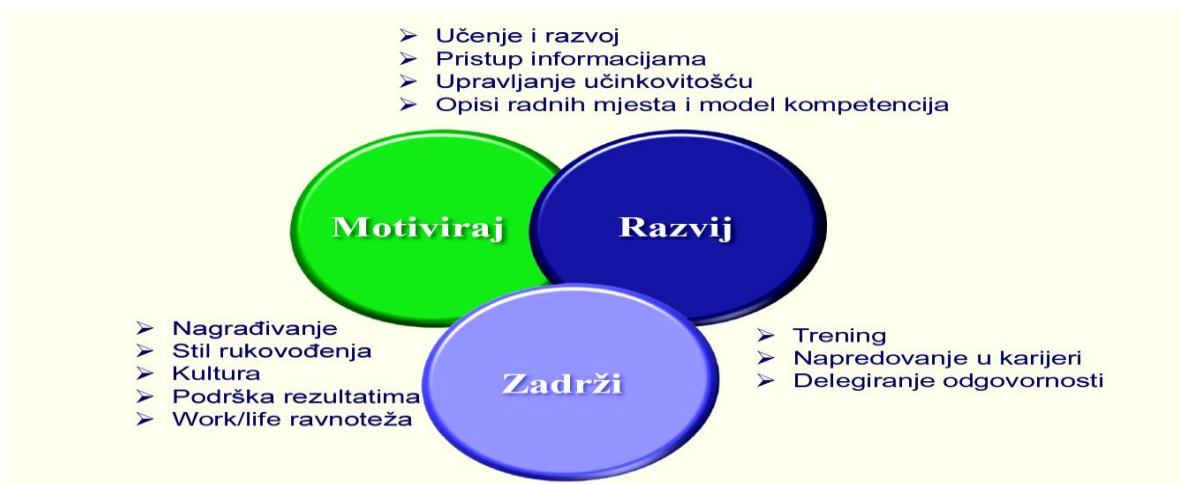 Učenje i razvoj
Pristup informacijama
Upravljanje učinkovitošću
Opisi radnih mjesta i model kompetencija
Motiviraj
Razvij
Nagrađivanje
Stil rukovođenja
Kultura
Podrška rezultatima
Work/life ravnoteža
Zadrži
Trening
Napredovanje u karijeri
Delegiranje odgovornosti